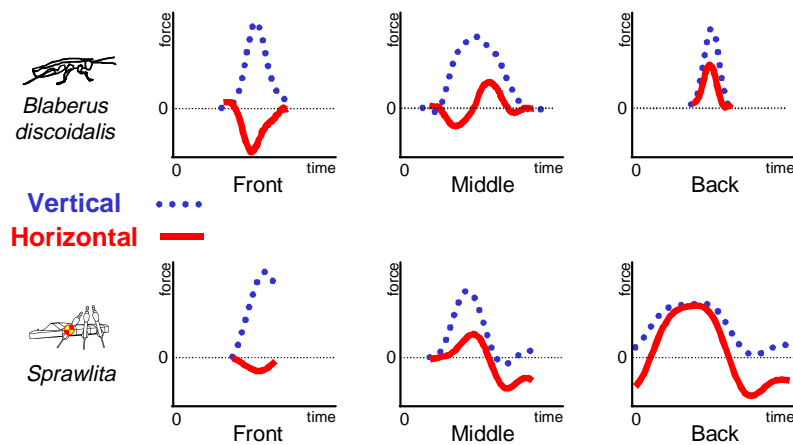 force
force
force
Blaberus
discoidalis
0
0
0
0
time
0
time
0
time
Front
Middle
Back
Vertical
Horizontal
force
force
force
Sprawlita
0
0
0
0
time
0
time
0
time
Front
Middle
Back